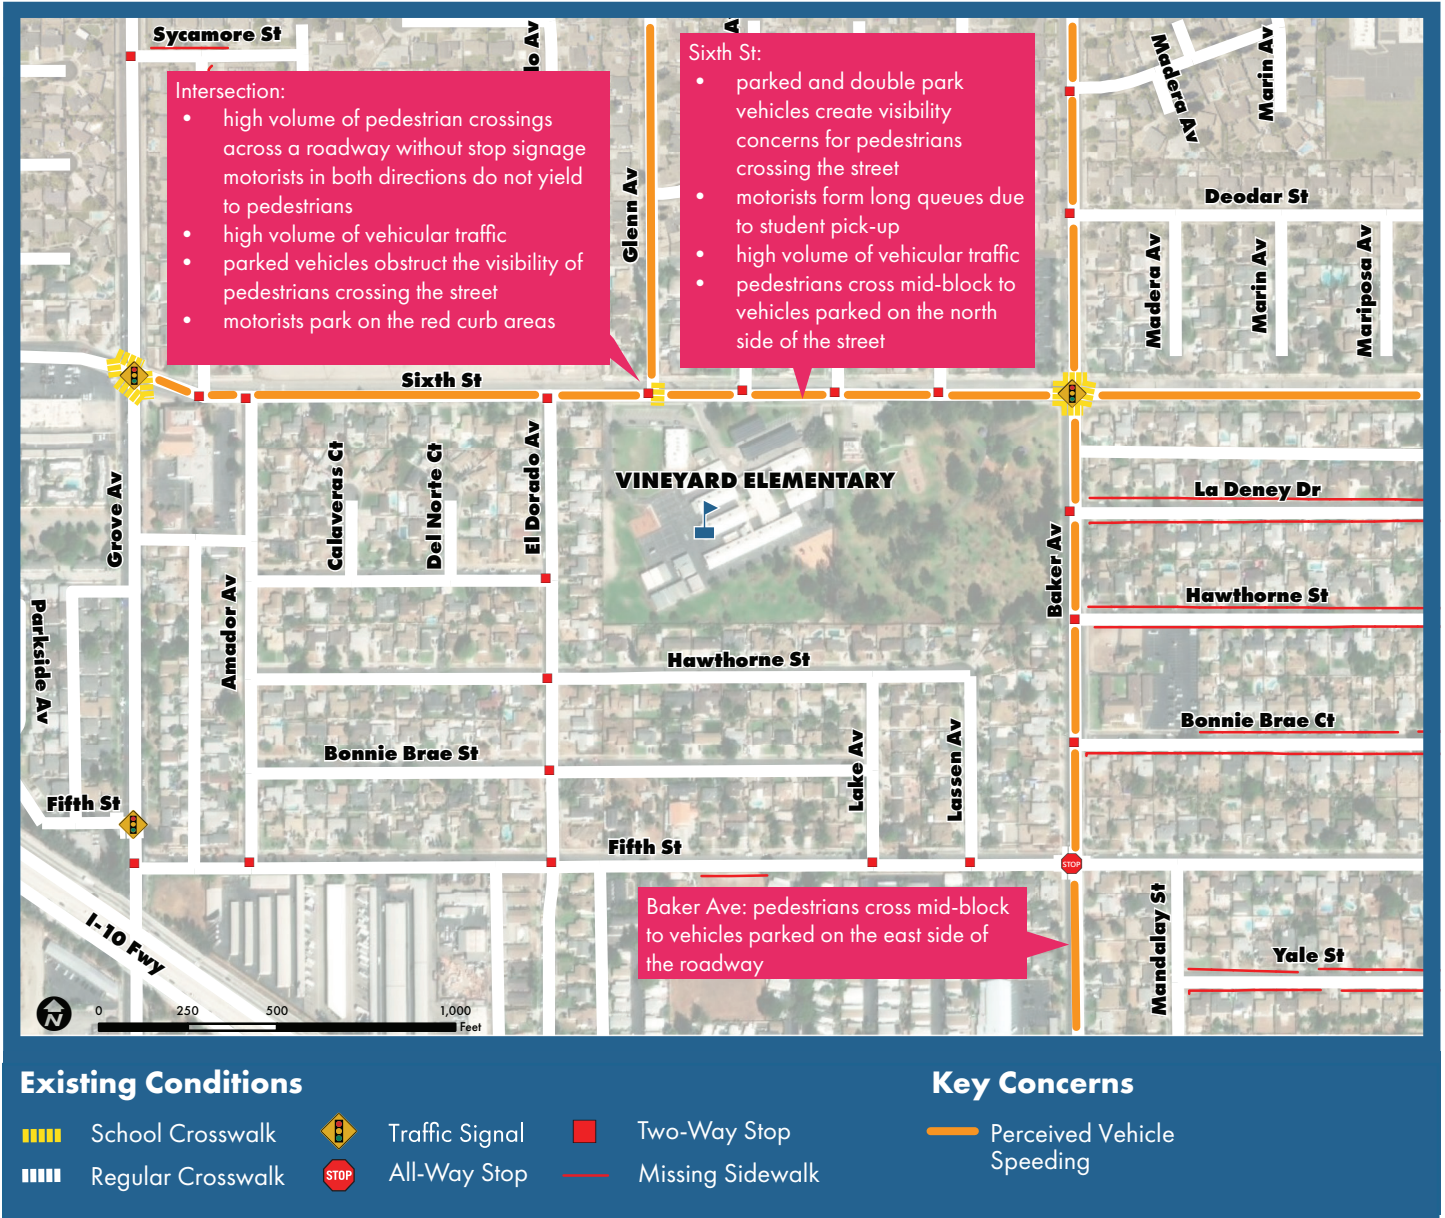 Sycamore St
Intersection:
• high volume of pedestrian crossings
across a roadway without stop signage
motorists in both directions do not yield
to pedestrians
• high volume of vehicular traffic
• parked vehicles obstruct the visibility of
pedestrians crossing the street
• motorists park on the red curb areas
Sixth St:
• parked and double park
vehicles create visibility
concerns for pedestrians
crossing the street
• motorists form long queues due
to student pick-up
• high volume of vehicular traffic
• pedestrians cross mid-block to
vehicles parked on the north
side of the street
Glenn Av
Madera Av
Marin Av
Deodar St
Madera Av
Marin Av
Mariposa Av
Sixth St
Grove Av
Calaveras Ct
Del Norte Ct
El Dorado Av
VINEYARD ELEMENTARY
La Deney Dr
Baker Av
Hawthorne St
Parkside Av
Amador Av
Hawthorne St
Bonnie Brae Ct
Bonnie Brae St
Lake Av
Lassen Av
Fifth St
Fifth St
STOP
Baker Ave: pedestrians cross mid-block
to vehicles parked on the east side of
the roadway
Mandalay St
Yale St
I-10 Fwy
N
0 250 500 1,000
Feet
Existing Conditions
School Crosswalk
Traffic Signal
Two-Way Stop
Regular Crosswalk
STOP All-Way Stop
Missing Sidewalk
Key Concerns
Perceived Vehicle
Speeding